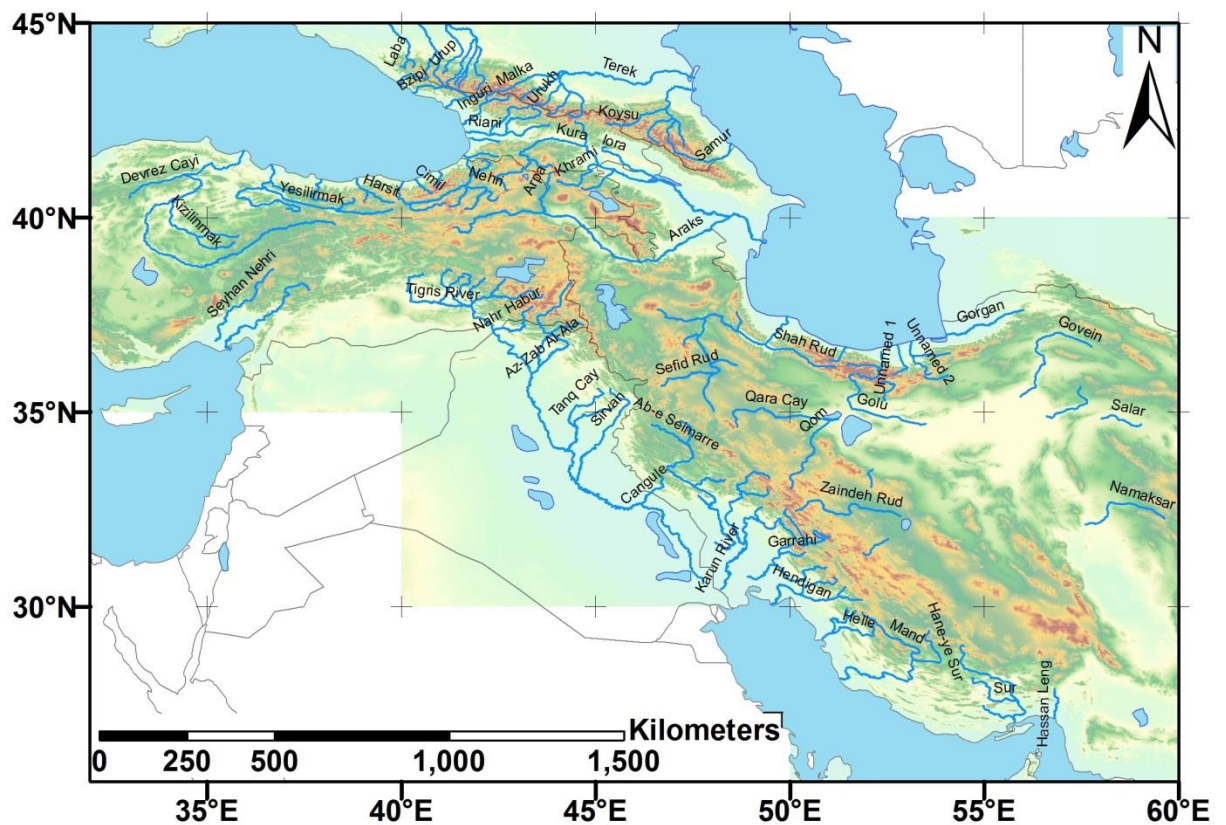 45°N
N
Laba
Urup
Bzipi
Malka
Terek
Inguri
Urukh
Koysu
Riani
Kura
Iora
Samur
Devrez Cayi
Harsit
Cimil
Nehri
Arpa
Khrami
Yesilirmak
Kizilinmak
40°N
Araks
Seyhan Nehri
Tigris River
Nahr Habur
Gorgan
Az-Zab Al-Ala
Shah Rud
Unnamed 1
Unnamed 2
Govein
Sefid Rud
Tanq Cay
Sirvah
35°N
Ab-e Seimarre
Qara Cay
Qom
Golu
Salar
Cangule
Zaindeh Rud
Namaksar
Karun River
Garrahi
Hendigan
30°N
Helle
Mand
Hane-ye Sur
Sur
Hassan Leng
Kilometers
0 250 500 1,000 1,500
35°E 40°E 45°E 50°E 55°E 60°E